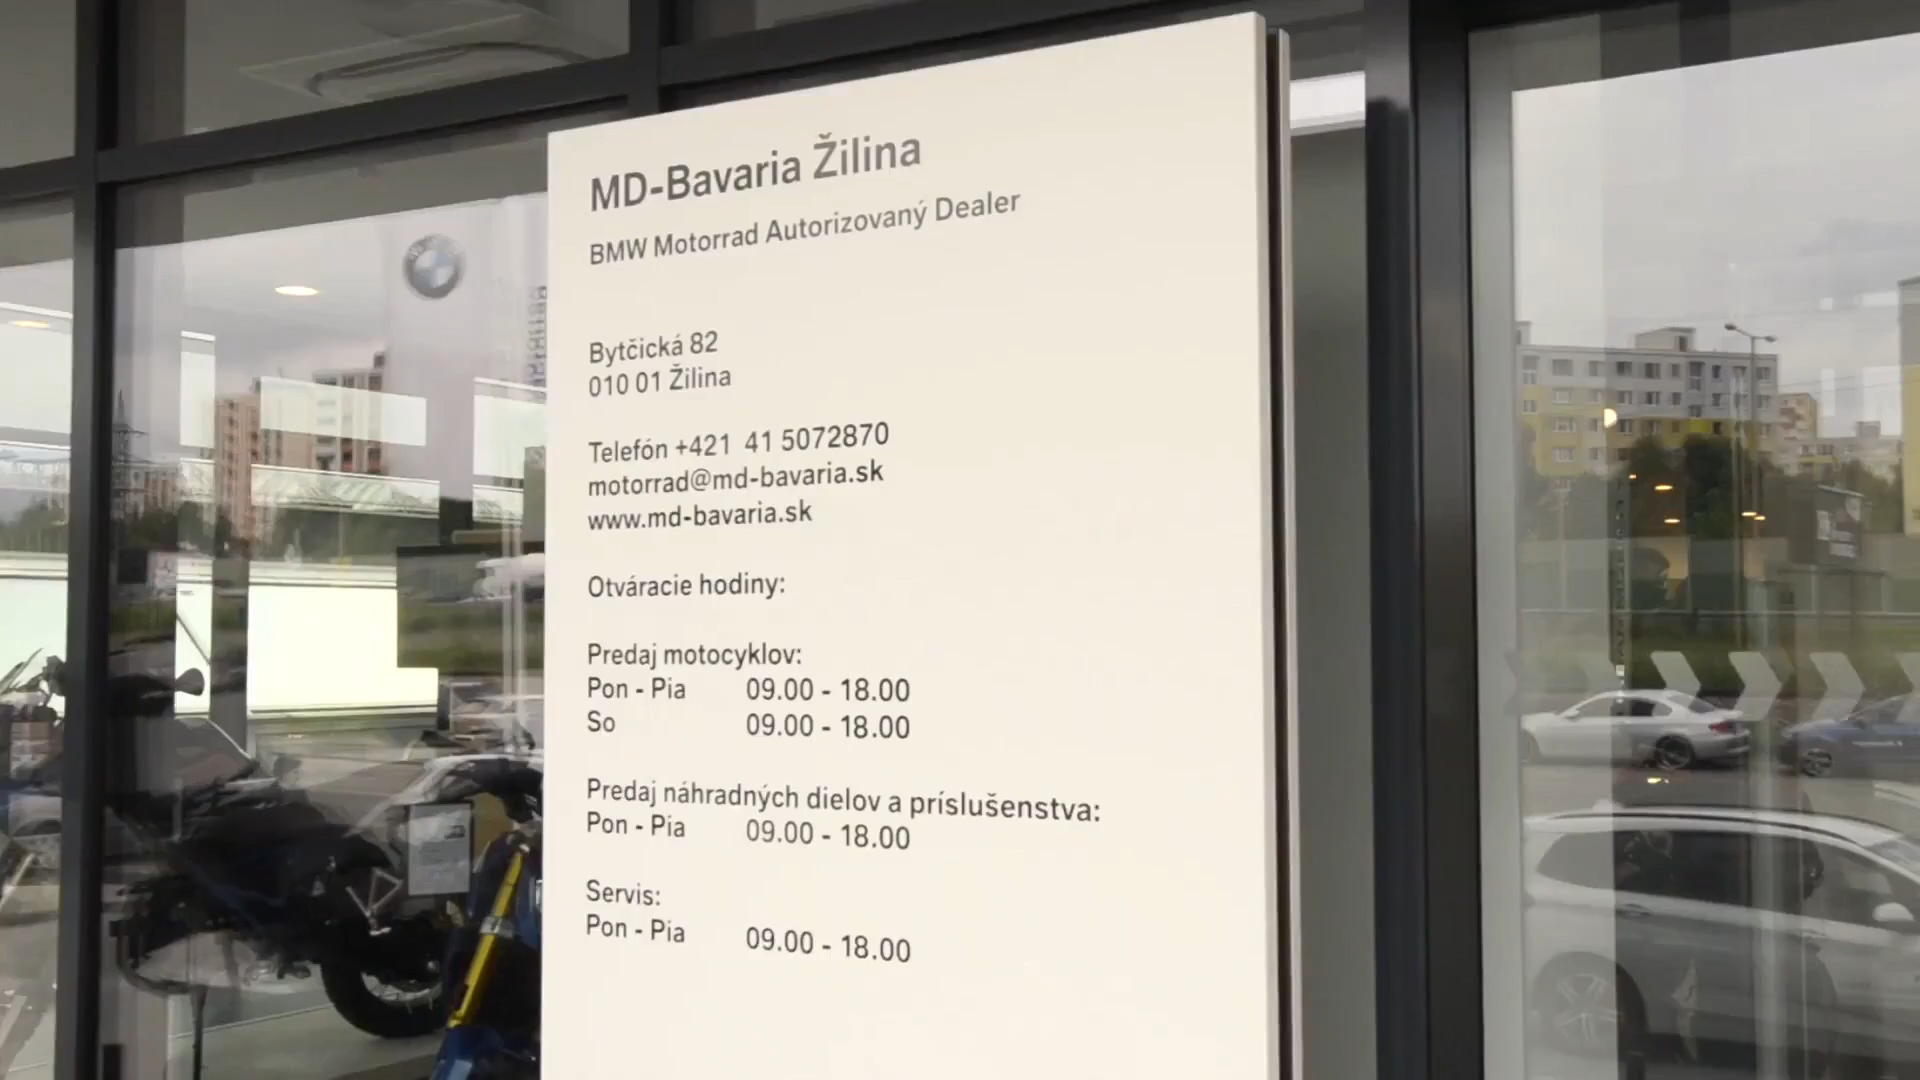 MD-Bavaria Žilina
BMW Motorrad Autorizovaný Dealer
Bytčická 82
010 01 Žilina
Telefón +421 41 5072870
motorrad@md-bavaria.sk
www.md-bavaria.sk
Otváracie hodiny:
Predaj motocyklov:
Pon - Pia 09.00 - 18.00
So 09.00 - 18.00
Predaj náhradných dielov a príslušenstva:
Pon - Pia 09.00 - 18.00
Servis:
Pon - Pia 09.00 - 18.00